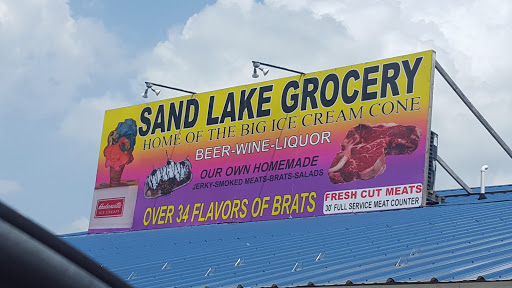 SAND LAKE GROCERY
HOME OF THE BIG ICE CREAM CONE
BEER-WINE-LIQUOR
OUR OWN HOMEMADE
JERKY-SMOKED MEATS-BRATS-SALADS
OVER 34 FLAVORS OF BRATS
FRESH CUT MEATS
30' FULL SERVICE MEAT COUNTER
Hudsonville
ICE CREAM